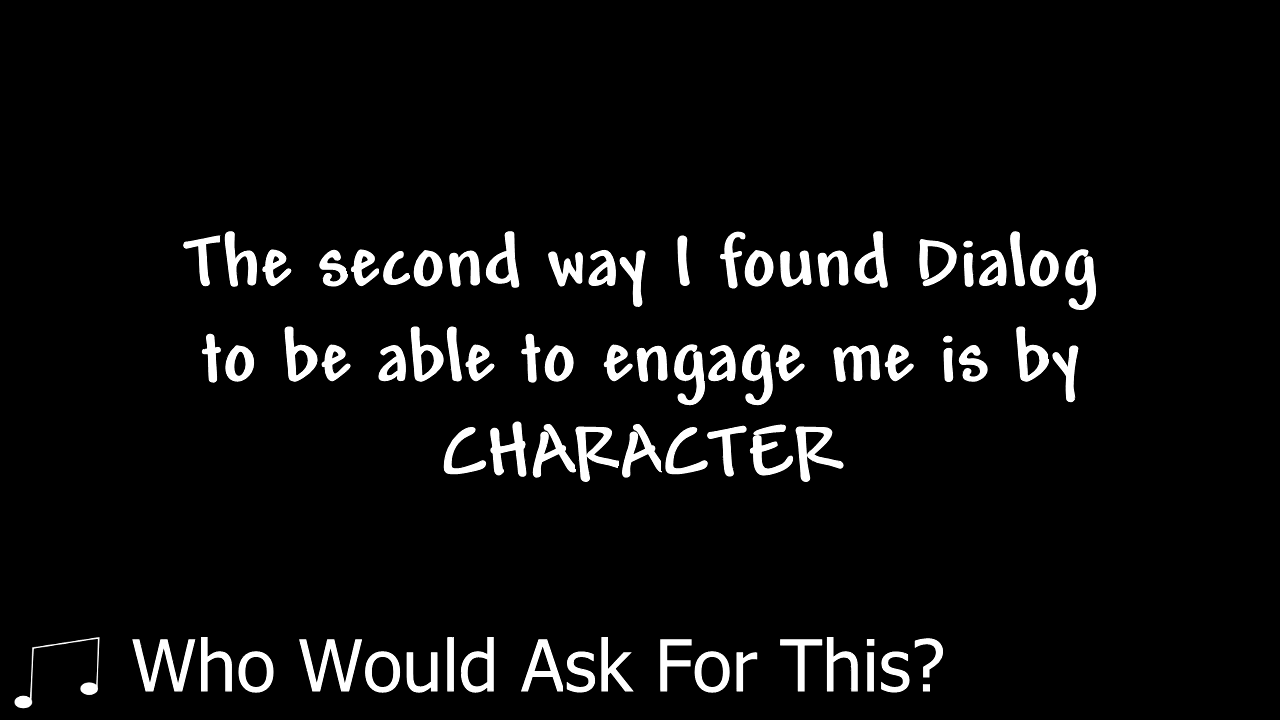 The second way I found Dialog
to be able to engage me is by
CHARACTER
Who Would Ask For This?